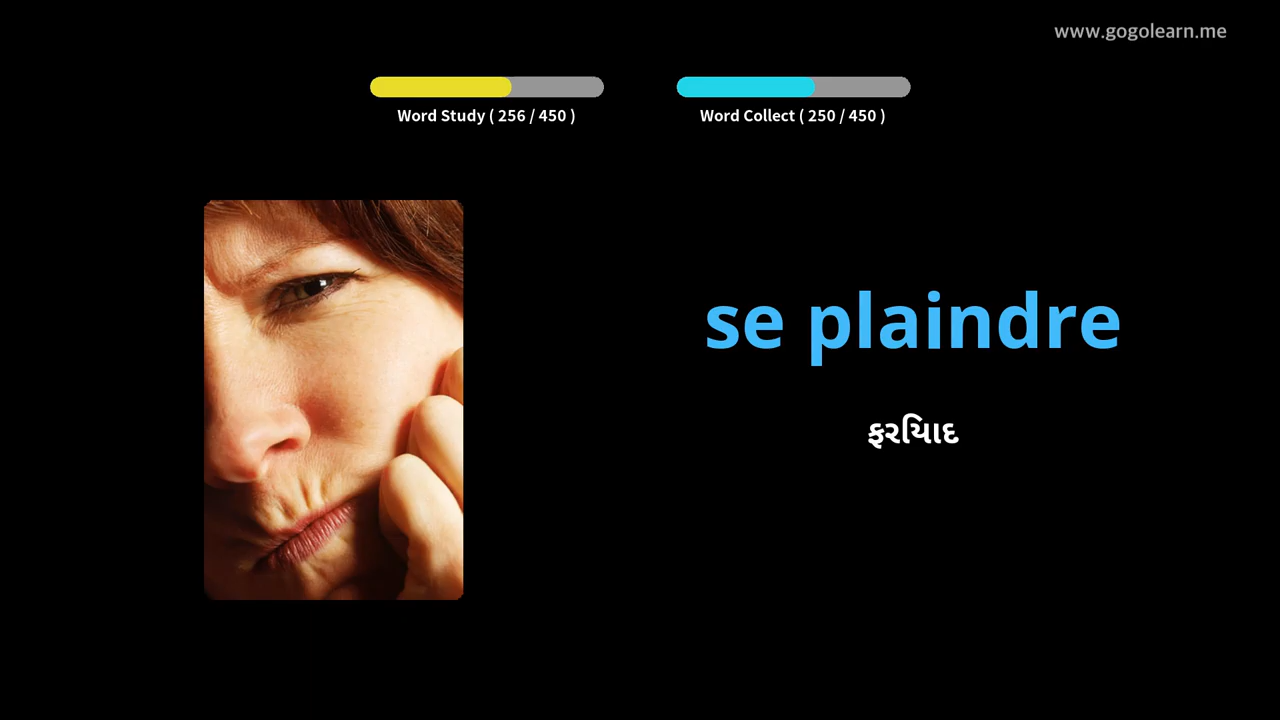 www.gogolearn.me
Word Study ( 256 / 450 )
Word Collect ( 250 / 450 )
se plaindre
ફરિયાદ